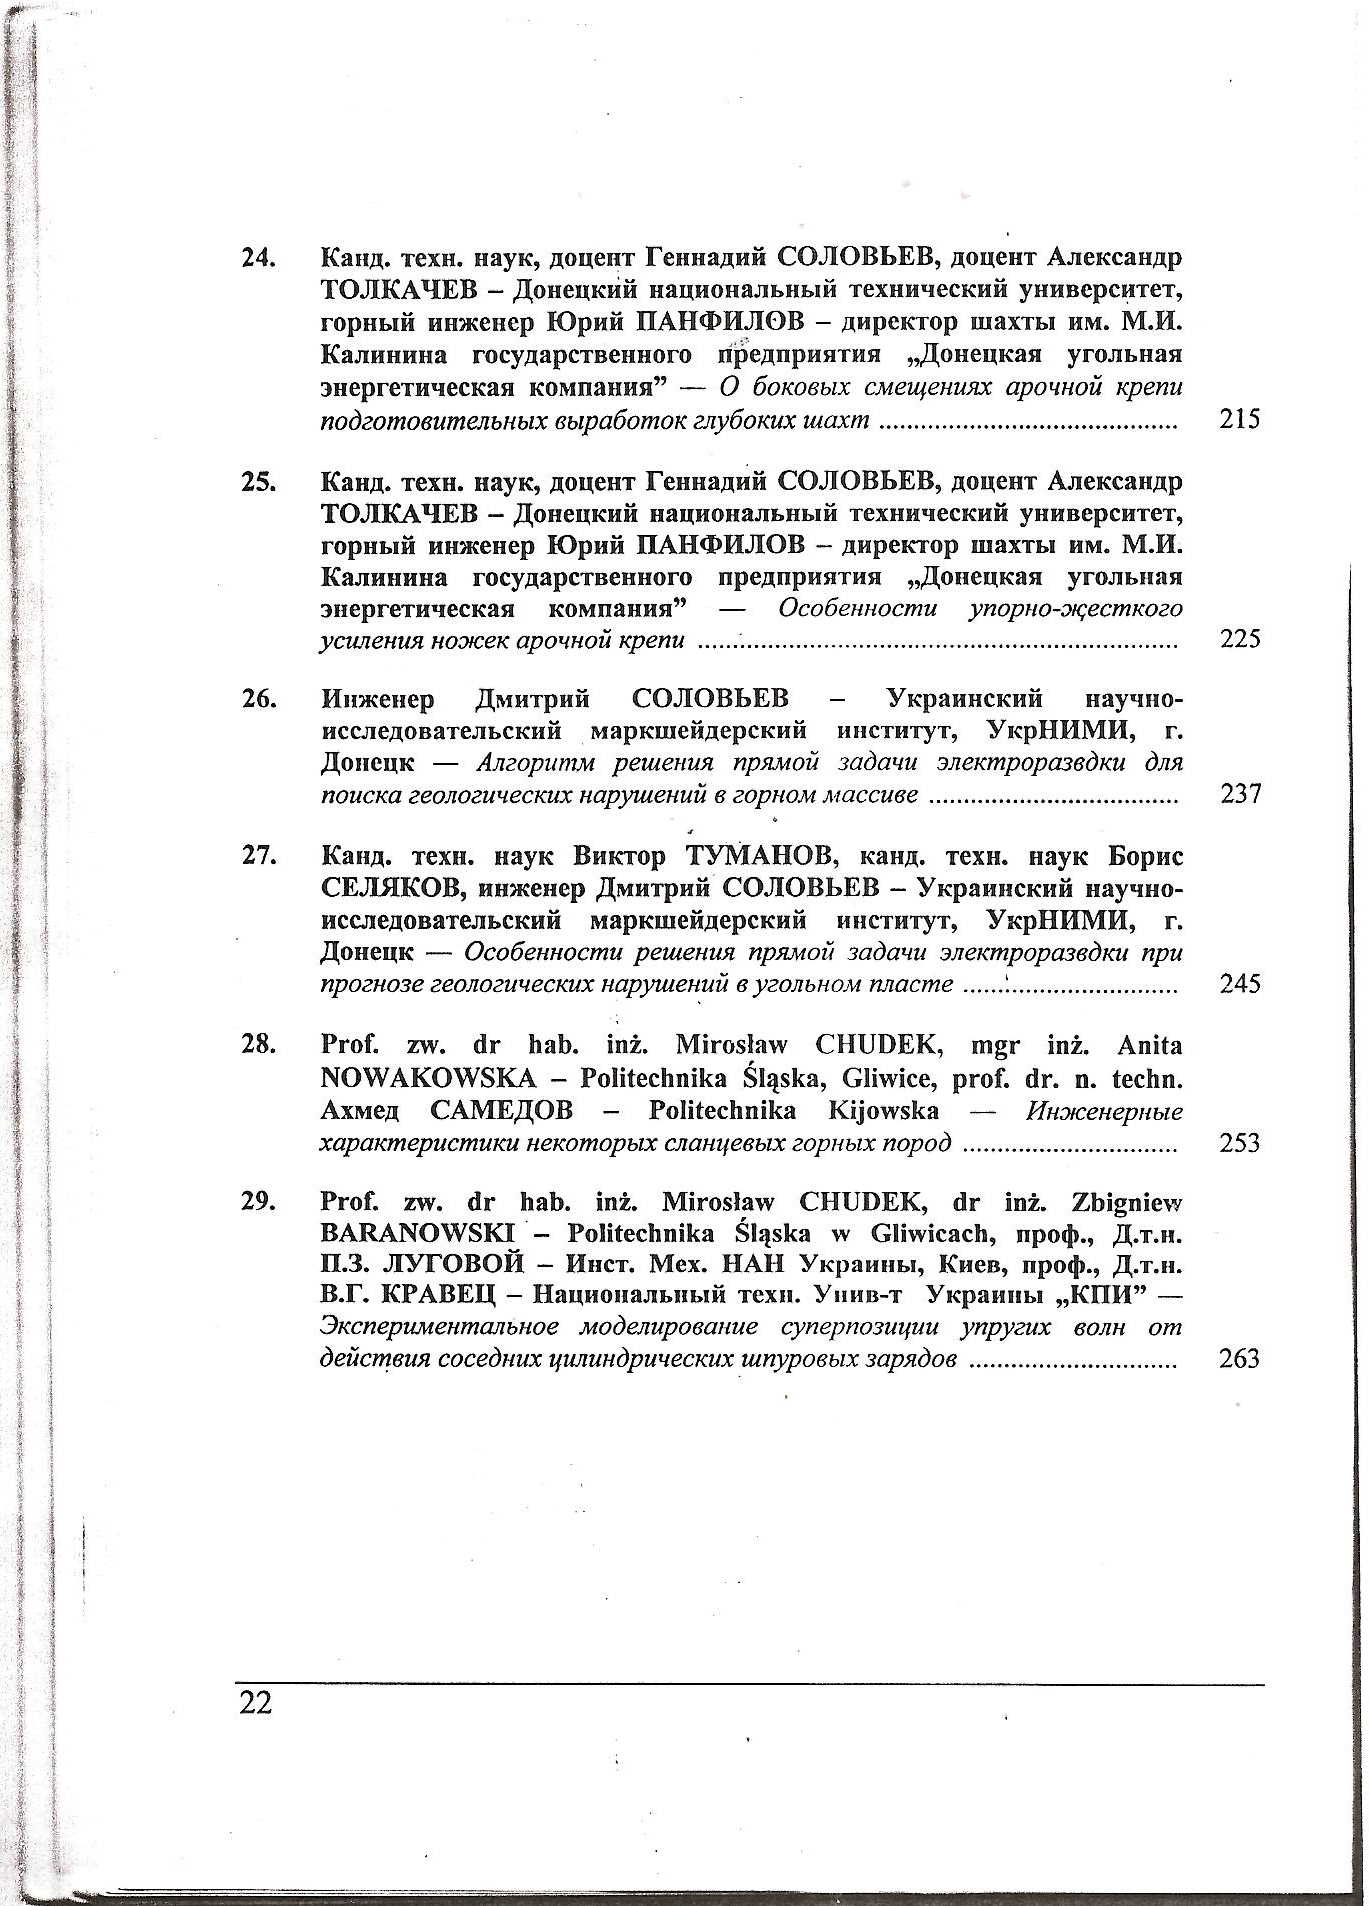 24. Канд. техн. наук, доцент Геннадий СОЛОВЬЕВ, доцент Александр
ТОЛКАЧЕВ – Донецкий национальный технический университет,
горный инженер Юрий ПАНФИЛОВ – директор шахты им. М.И.
Калинина государственного предприятия „Донецкая угольная
энергетическая компания” — О боковых смещениях арочной крепи
подготовительных выработок глубоких шахт ........................................ 215
25. Канд. техн. наук, доцент Геннадий СОЛОВЬЕВ, доцент Александр
ТОЛКАЧЕВ – Донецкий национальный технический университет,
горный инженер Юрий ПАНФИЛОВ – директор шахты им. М.И.
Калинина государственного предприятия „Донецкая угольная
энергетическая компания” — Особенности упорно-жесткого
усиления ножек арочной крепи ................................................................ 225
26. Инженер Дмитрий СОЛОВЬЕВ – Украинский научно-
исследовательский маркшейдерский институт, УкрНИМИ, г.
Донецк — Алгоритм решения прямой задачи электроразвдки для
поиска геологических нарушений в горном массиве .................................. 237
27. Канд. техн. наук Виктор ТУМАНОВ, канд. техн. наук Борис
СЕЛЯКОВ, инженер Дмитрий СОЛОВЬЕВ – Украинский научно-
исследовательский маркшейдерский институт, УкрНИМИ, г.
Донецк — Особенности решения прямой задачи электроразвдки при
прогнозе геологических нарушений в угольном пласте ............................. 245
28. Prof. zw. dr hab. inż. Mirosław CHUDEK, mgr inż. Anita
NOWAKOWSKA – Politechnika Śląska, Gliwice, prof. dr. n. techn.
Ахмед САМЕДОВ – Politechnika Kijowska — Инженерные
характеристики некоторых сланцевых горных пород ............................. 253
29. Prof. zw. dr hab. inż. Mirosław CHUDEK, dr inż. Zbigniew
BARANOWSKI – Politechnika Śląska w Gliwicach, проф., Д.т.н.
П.З. ЛУГОВОЙ – Инст. Мех. НАН Украины, Киев, проф., Д.т.н.
В.Г. КРАВЕЦ – Национальный техн. Унив-т Украины „КПИ” —
Экспериментальное моделирование суперпозиции упругих волн от
действия соседних цилиндрических шпуровых зарядов ............................ 263
22